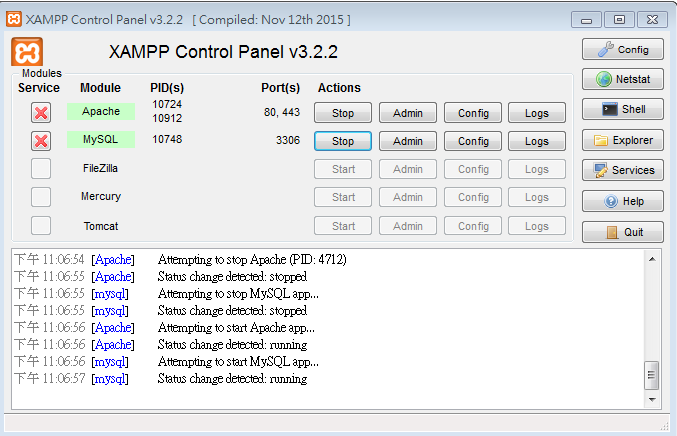 XAMPP Control Panel v3.2.2 [ Compiled: Nov 12th 2015 ]
XAMPP Control Panel v3.2.2
Config
Modules
Service Module PID(s) Port(s) Actions
Netstat
Apache 10724 10912 80, 443 Stop Admin Config Logs
Shell
MySQL 10748 3306 Stop Admin Config Logs
Explorer
FileZilla Start Admin Config Logs
Services
Mercury Start Admin Config Logs
Help
Tomcat Start Admin Config Logs
Quit
下午 11:06:54 [Apache] Attempting to stop Apache (PID: 4712)
下午 11:06:55 [Apache] Status change detected: stopped
下午 11:06:55 [mysql] Attempting to stop MySQL app...
下午 11:06:55 [mysql] Status change detected: stopped
下午 11:06:56 [Apache] Attempting to start Apache app...
下午 11:06:56 [Apache] Status change detected: running
下午 11:06:56 [mysql] Attempting to start MySQL app...
下午 11:06:57 [mysql] Status change detected: running